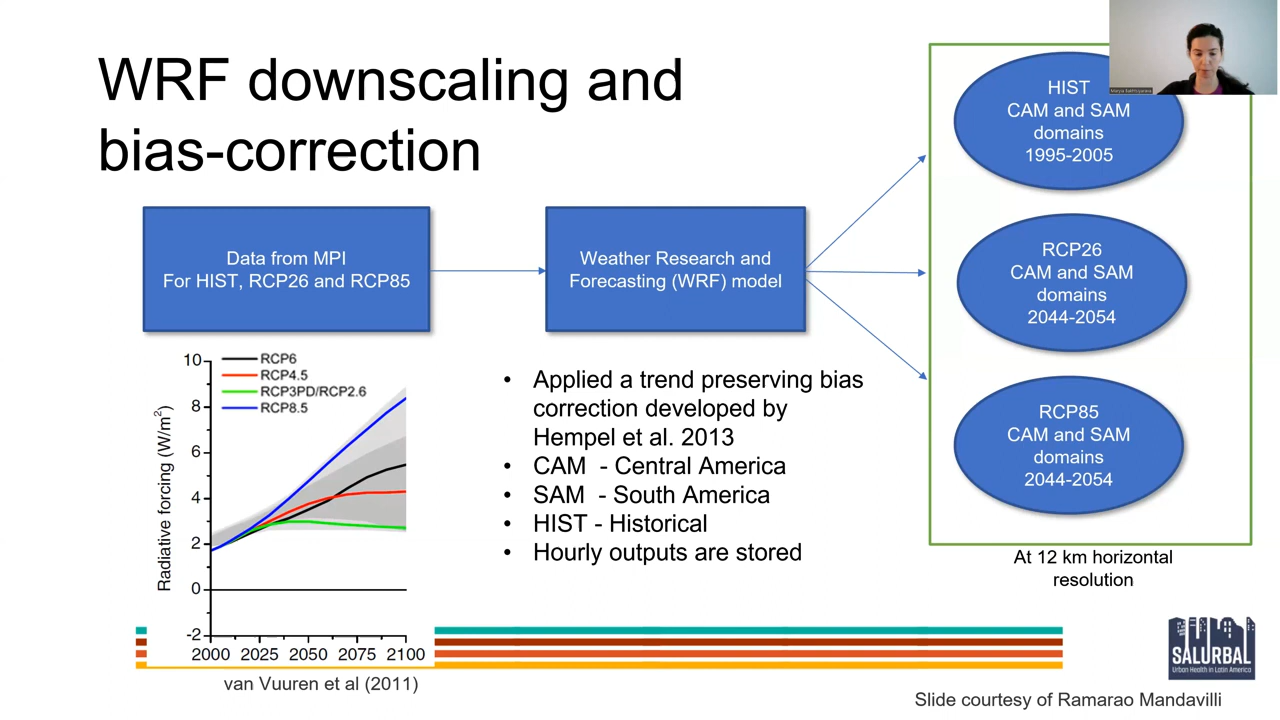 WRF downscaling and
bias-correction
Data from MPI
For HIST, RCP26 and RCP85
Weather Research and
Forecasting (WRF) model
HIST
CAM and SAM
domains
1995-2005
RCP26
CAM and SAM
domains
2044-2054
RCP85
CAM and SAM
domains
2044-2054
At 12 km horizontal
resolution
RCP6
RCP4.5
RCP3PD/RCP2.6
RCP8.5
Radiative forcing (W/m²)
10
8
6
4
2
0
-2
2000 2025 2050 2075 2100
van Vuuren et al (2011)
• Applied a trend preserving bias
correction developed by
Hempel et al. 2013
• CAM - Central America
• SAM - South America
• HIST - Historical
• Hourly outputs are stored
SALURBAL
Urban Health in Latin America
Slide courtesy of Ramarao Mandavilli